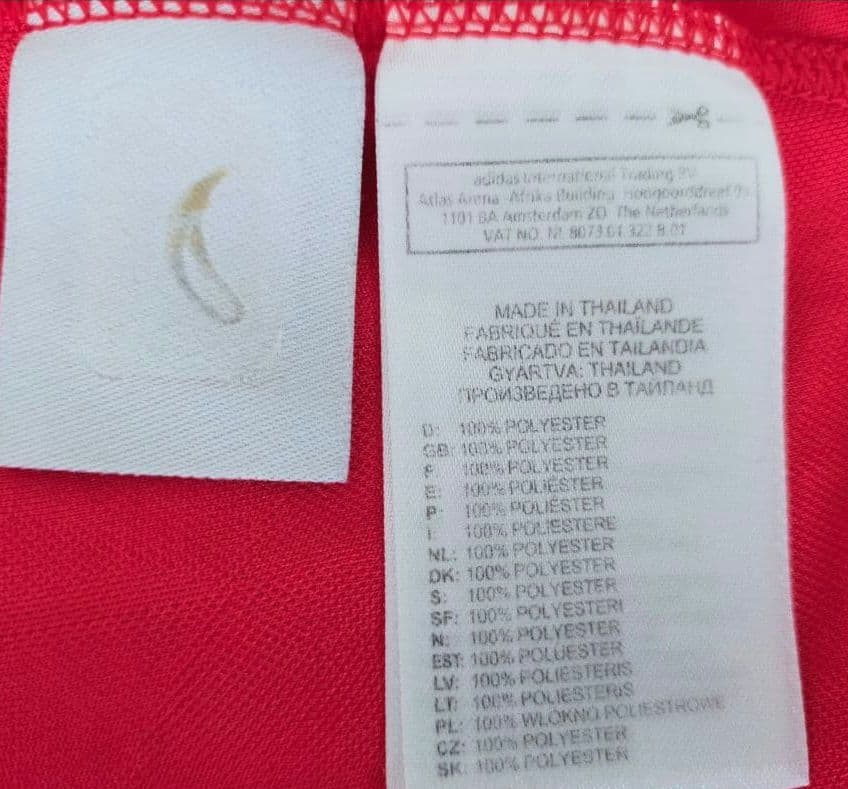 adidas International Trading BV
Atlas Arena Afrika Building Hoogoorddreef 9a
1101 BA Amsterdam ZO The Netherlands
VAT NO. NL 8073.01.322.B.01
MADE IN THAILAND
FABRIQUÉ EN THAÏLANDE
FABRICADO EN TAILANDIA
GYÁRTVA: THAILAND
ПРОИЗВЕДЕНО В ТАЙЛАНД
D: 100% POLYESTER
GB: 100% POLYESTER
F: 100% POLYESTER
E: 100% POLIÉSTER
P: 100% POLIÉSTER
I: 100% POLIESTERE
NL: 100% POLYESTER
DK: 100% POLYESTER
S: 100% POLYESTER
SF: 100% POLYESTERI
N: 100% POLYESTER
EST: 100% POLÜESTER
LV: 100% POLIESTERIS
LT: 100% POLIESTERIS
PL: 100% WŁÓKNO POLIESTROWE
CZ: 100% POLYESTER
SK: 100% POLYESTER